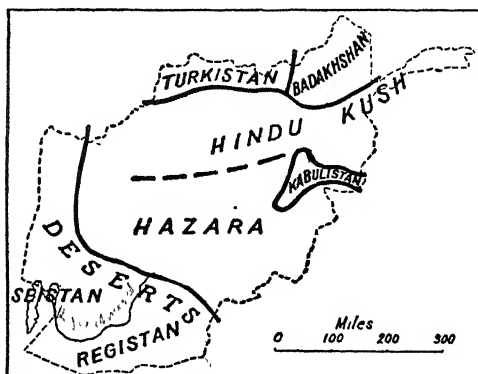 TURKISTAN
BADAKHSHAN
HINDU KUSH
KABULISTAN
HAZARA
DESERTS
SEISTAN
REGISTAN
Miles
0 100 200 300